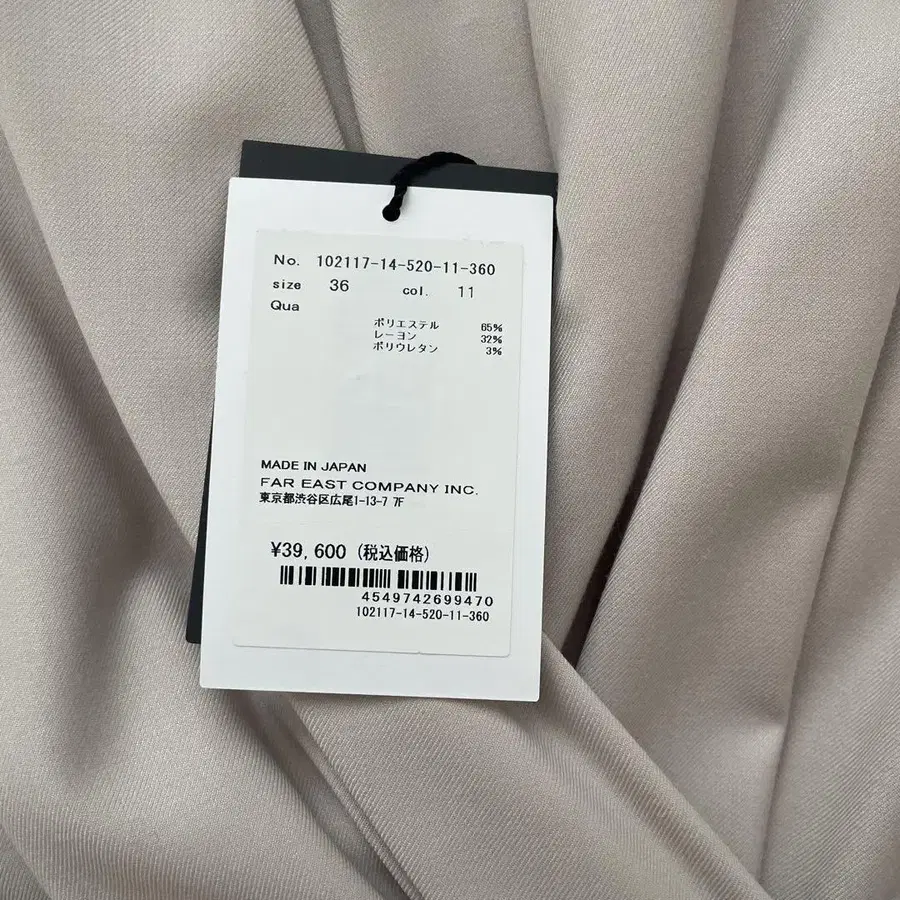 No. 102117-14-520-11-360
size 36 col. 11
Qua
ポリエステル 65%
レーヨン 32%
ポリウレタン 3%
MADE IN JAPAN
FAR EAST COMPANY INC.
東京都渋谷区広尾1-13-7 7F
¥39,600 (税込価格)
4549742699470
102117-14-520-11-360